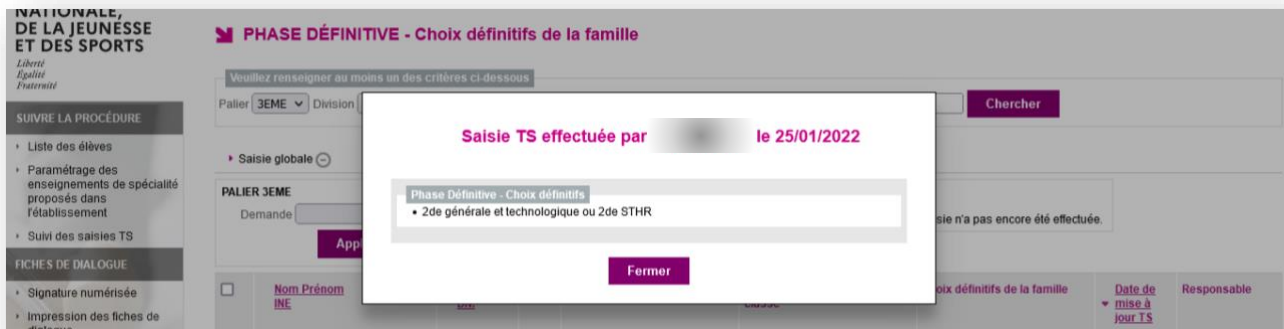 NATIONALE,
DE LA JEUNESSE
ET DES SPORTS
Liberté
Égalité
Fraternité
SUIVRE LA PROCÉDURE
Liste des élèves
Paramétrage des
enseignements de spécialité
proposés dans
l'établissement
Suivi des saisies TS
FICHES DE DIALOGUE
Signature numérisée
Impression des fiches de
dialogue
PHASE DÉFINITIVE - Choix définitifs de la famille
Veuillez renseigner au moins un des critères ci-dessous
Palier 3EME Division
Chercher
Saisie globale
PALIER 3EME
Demande
sie n'a pas encore été effectuée.
Appl
Saisie TS effectuée par le 25/01/2022
Phase Définitive - Choix définitifs
• 2de générale et technologique ou 2de STHR
Fermer
Nom Prénom
INE
oix définitifs de la famille
Date de
mise à
jour TS
Responsable